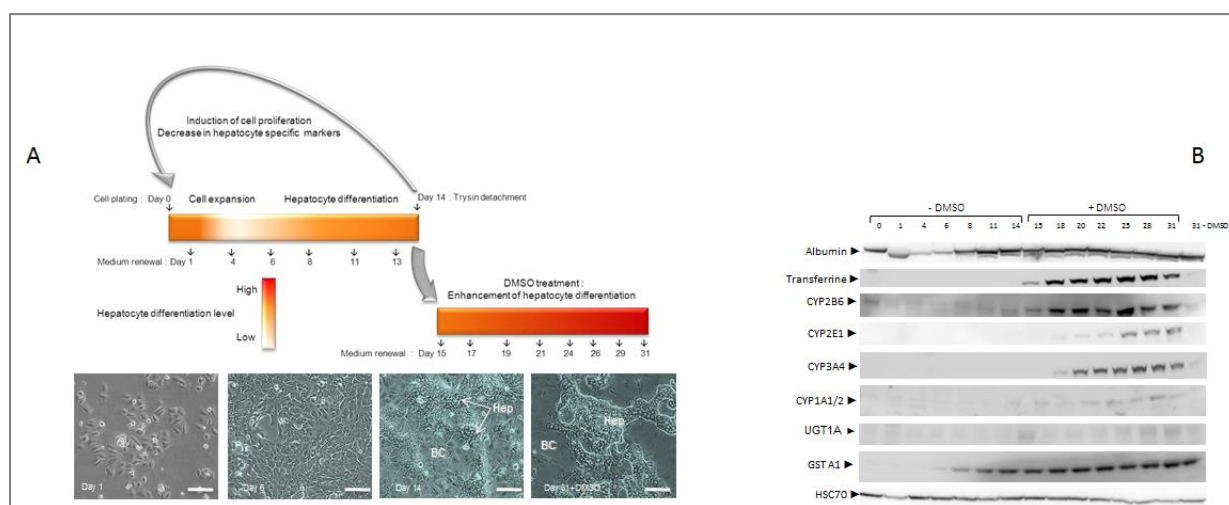 A
Induction of cell proliferation
Decrease in hepatocyte specific markers
Cell plating : Day 0
Cell expansion
Hepatocyte differentiation
Day 14 : Trysin detachment
Medium renewal : Day 1 4 6 8 11 13
High
Hepatocyte differentiation level
Low
DMSO treatment :
Enhancement of hepatocyte differentiation
Medium renewal : Day 15 17 19 21 24 26 29 31
Day 1
Day 6
Hep
BC
Day 14
Hep
BC
Day 31+DMSO
B
- DMSO + DMSO
0 1 4 6 8 11 14 15 18 20 22 25 28 31 31 - DMSO
Albumin
Transferrine
CYP2B6
CYP2E1
CYP3A4
CYP1A1/2
UGT1A
GST A1
HSC70